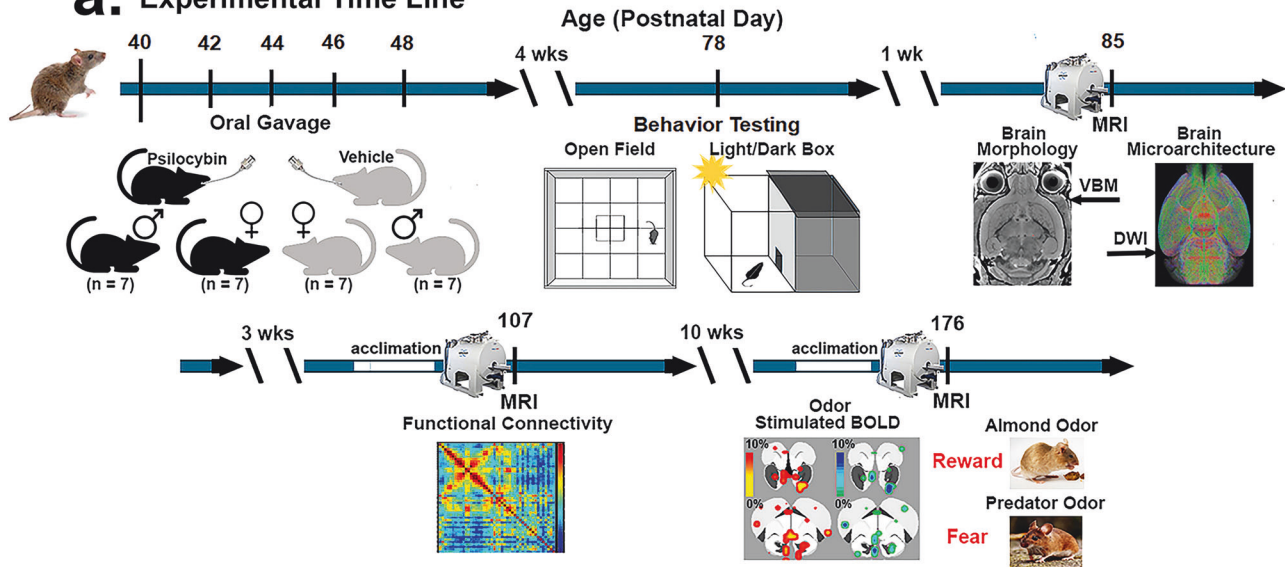 a. Experimental Time Line
Age (Postnatal Day)
40 42 44 46 48 4 wks 78 1 wk 85
Oral Gavage
MRI
Psilocybin Vehicle
♂ ♀ ♀ ♂
(n = 7) (n = 7) (n = 7) (n = 7)
Behavior Testing
Open Field Light/Dark Box
Brain
Morphology
Brain
Microarchitecture
VBM
DWI
3 wks acclimation 107 10 wks acclimation 176
MRI
Functional Connectivity
MRI
Odor
Stimulated BOLD
10% 10%
0% 0%
Almond Odor
Reward
Predator Odor
Fear